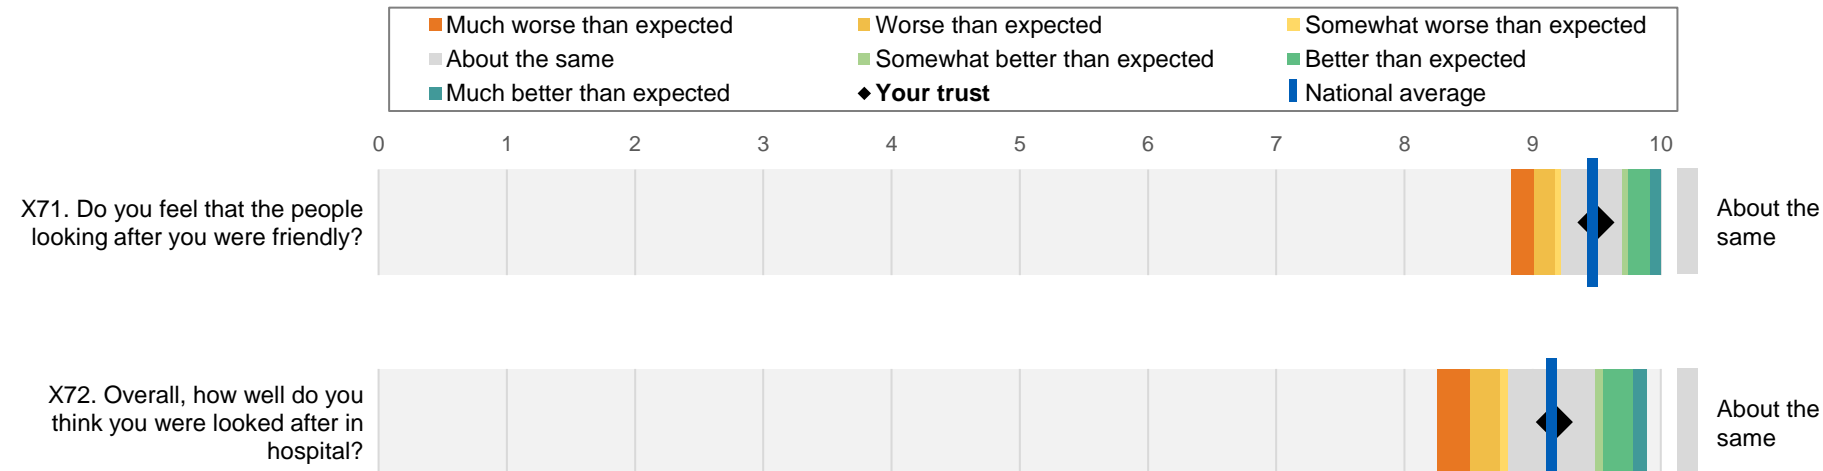 Much worse than expected
Worse than expected
Somewhat worse than expected
About the same
Somewhat better than expected
Better than expected
Much better than expected
Your trust
National average
0 1 2 3 4 5 6 7 8 9 10
X71. Do you feel that the people
looking after you were friendly?
About the
same
X72. Overall, how well do you
think you were looked after in
hospital?
About the
same